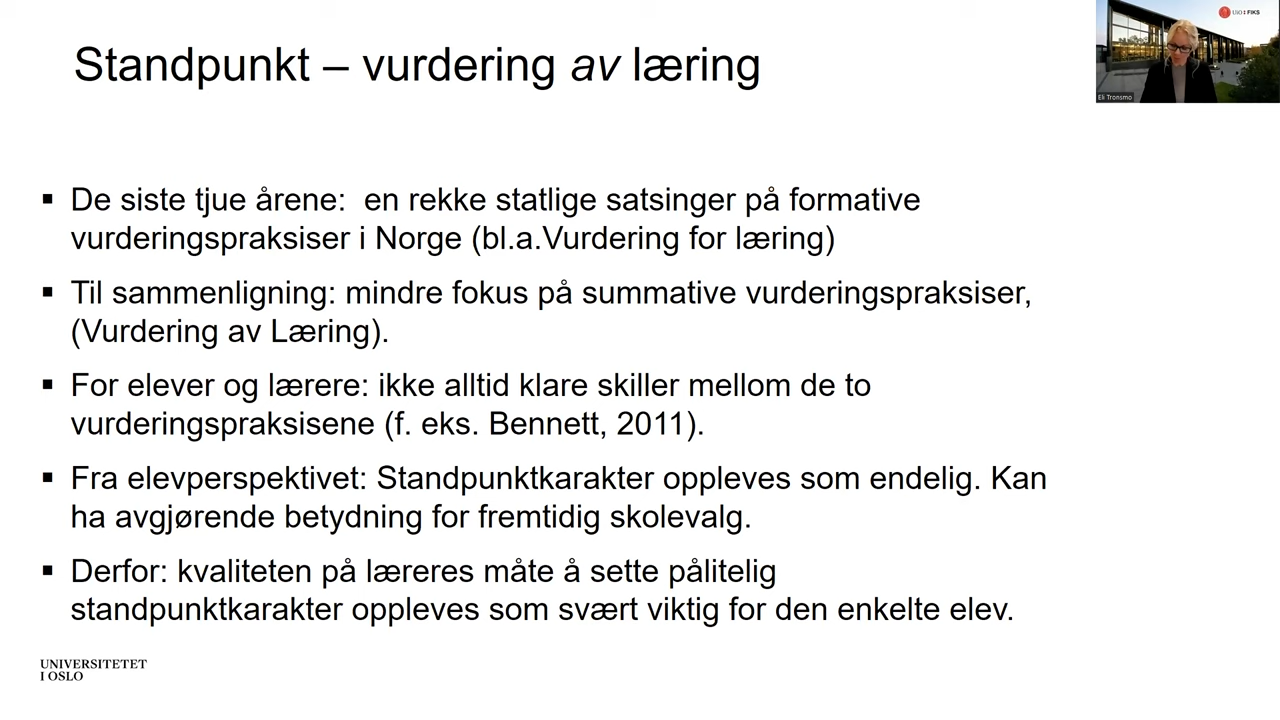 Standpunkt – vurdering av læring
UiO : FIKS
Eli Tronsmo
▪ De siste tjue årene:  en rekke statlige satsinger på formative
vurderingspraksiser i Norge (bl.a.Vurdering for læring)
▪ Til sammenligning: mindre fokus på summative vurderingspraksiser,
(Vurdering av Læring).
▪ For elever og lærere: ikke alltid klare skiller mellom de to
vurderingspraksisene (f. eks. Bennett, 2011).
▪ Fra elevperspektivet: Standpunktkarakter oppleves som endelig. Kan
ha avgjørende betydning for fremtidig skolevalg.
▪ Derfor: kvaliteten på læreres måte å sette pålitelig
standpunktkarakter oppleves som svært viktig for den enkelte elev.
UNIVERSITETET
I OSLO